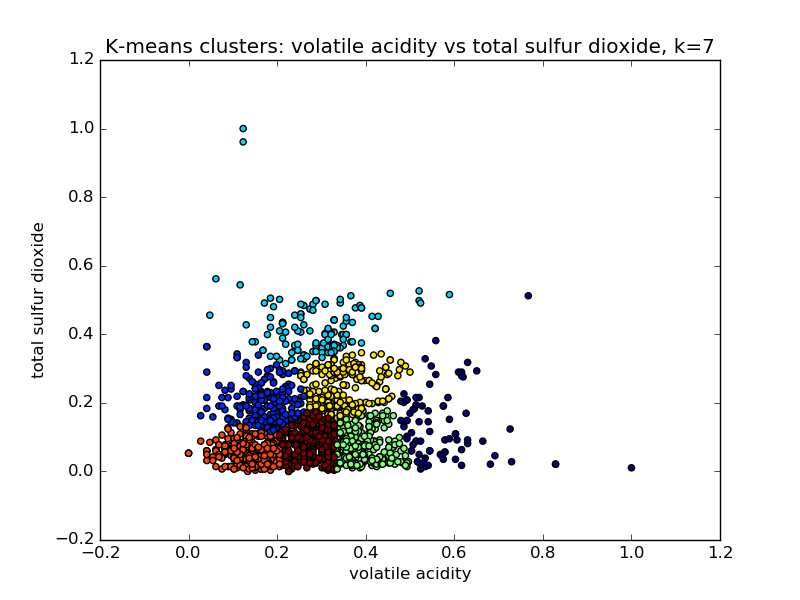 K-means clusters: volatile acidity vs total sulfur dioxide, k=7
1.2
1.0
0.8
0.6
0.4
0.2
0.0
−0.2
total sulfur dioxide
−0.2 0.0 0.2 0.4 0.6 0.8 1.0 1.2
volatile acidity